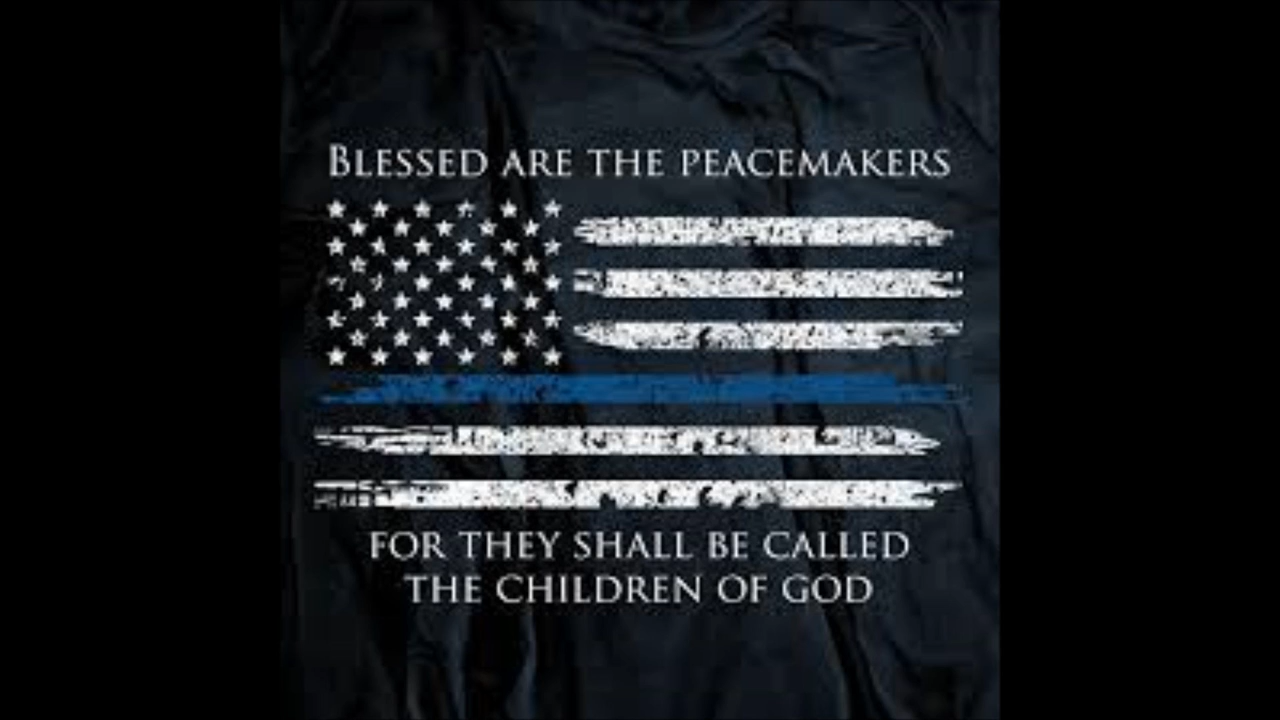 BLESSED ARE THE PEACEMAKERS
FOR THEY SHALL BE CALLED
THE CHILDREN OF GOD